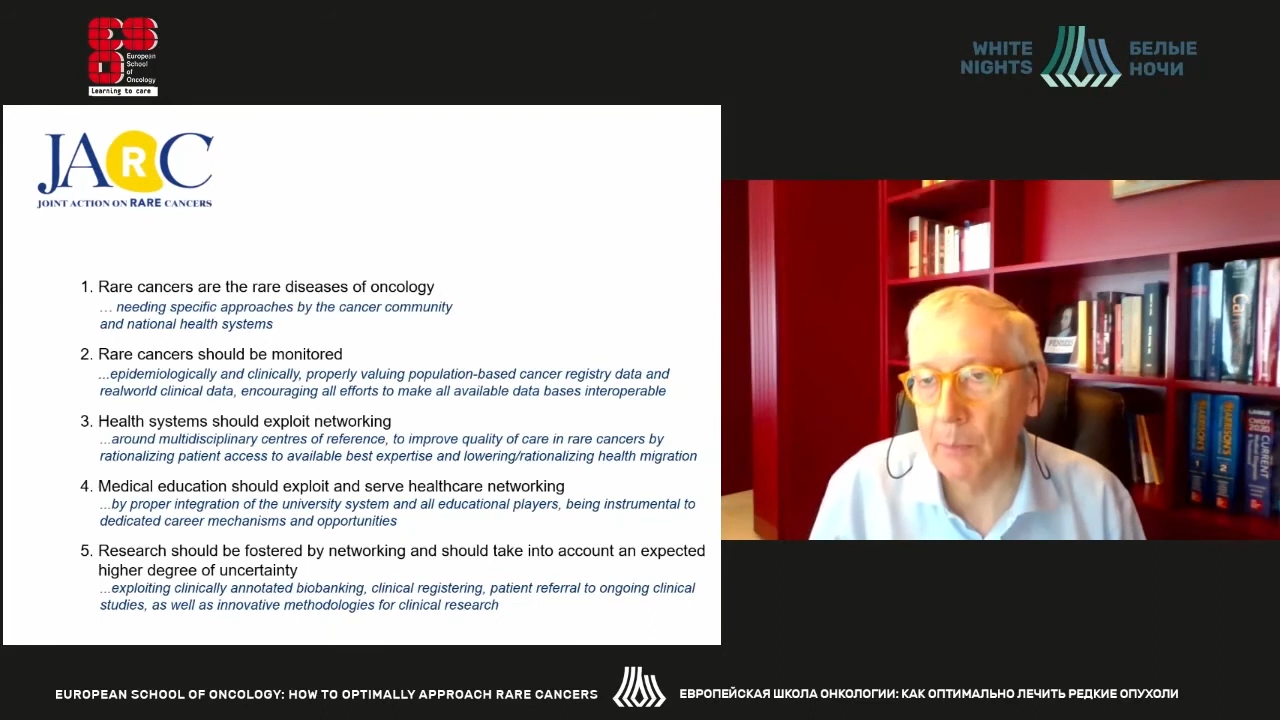 European
School
of
Oncology
Learning to care
WHITE
NIGHTS
БЕЛЫЕ
НОЧИ
JARC
JOINT ACTION ON RARE CANCERS
1. Rare cancers are the rare diseases of oncology
... needing specific approaches by the cancer community
and national health systems
2. Rare cancers should be monitored
...epidemiologically and clinically, properly valuing population-based cancer registry data and
realworld clinical data, encouraging all efforts to make all available data bases interoperable
3. Health systems should exploit networking
...around multidisciplinary centres of reference, to improve quality of care in rare cancers by
rationalizing patient access to available best expertise and lowering/rationalizing health migration
4. Medical education should exploit and serve healthcare networking
...by proper integration of the university system and all educational players, being instrumental to
dedicated career mechanisms and opportunities
5. Research should be fostered by networking and should take into account an expected
higher degree of uncertainty
...exploiting clinically annotated biobanking, clinical registering, patient referral to ongoing clinical
studies, as well as innovative methodologies for clinical research
HARRISON'S
1
HARRISON'S
2
CURRENT
EUROPEAN SCHOOL OF ONCOLOGY: HOW TO OPTIMALLY APPROACH RARE CANCERS
ЕВРОПЕЙСКАЯ ШКОЛА ОНКОЛОГИИ: КАК ОПТИМАЛЬНО ЛЕЧИТЬ РЕДКИЕ ОПУХОЛИ